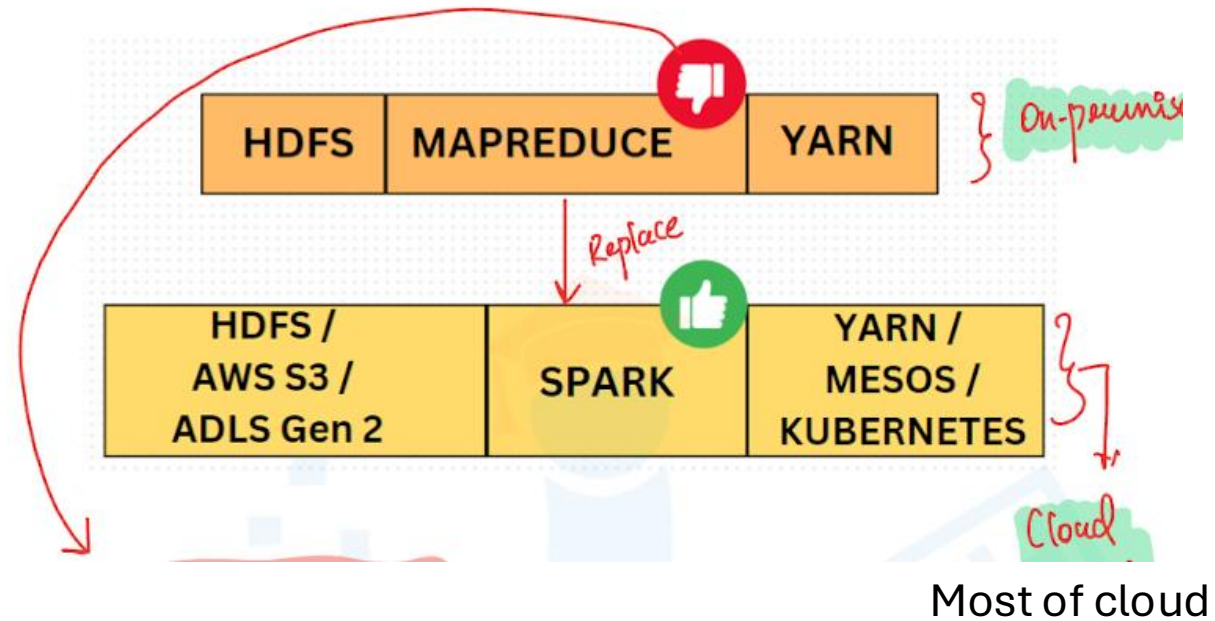 HDFS
MAPREDUCE
YARN
On-premise
Replace
HDFS /
AWS S3 /
ADLS Gen 2
SPARK
YARN /
MESOS /
KUBERNETES
Cloud
Most of cloud